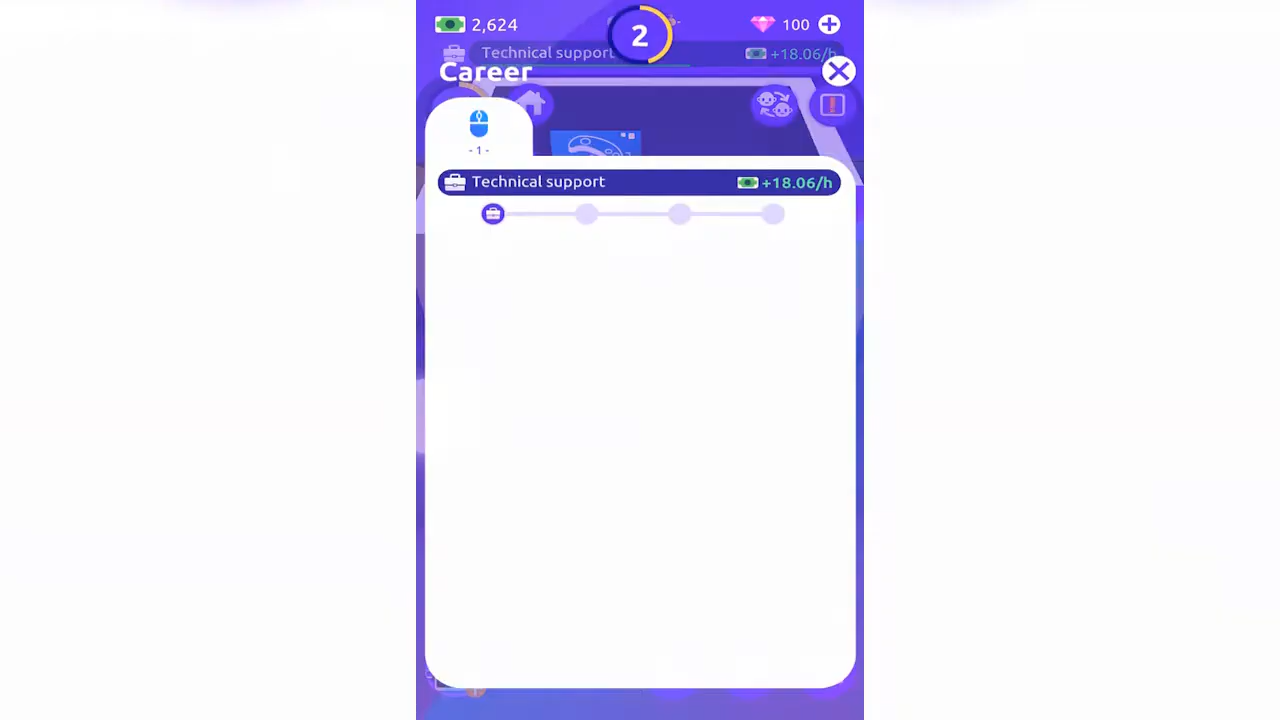 2,624
2
100
Technical support
+18.06/h
Career
- 1 -
Technical support
+18.06/h